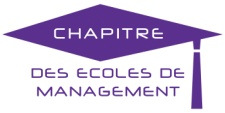 CHAPITRE
DES ECOLES DE
MANAGEMENT